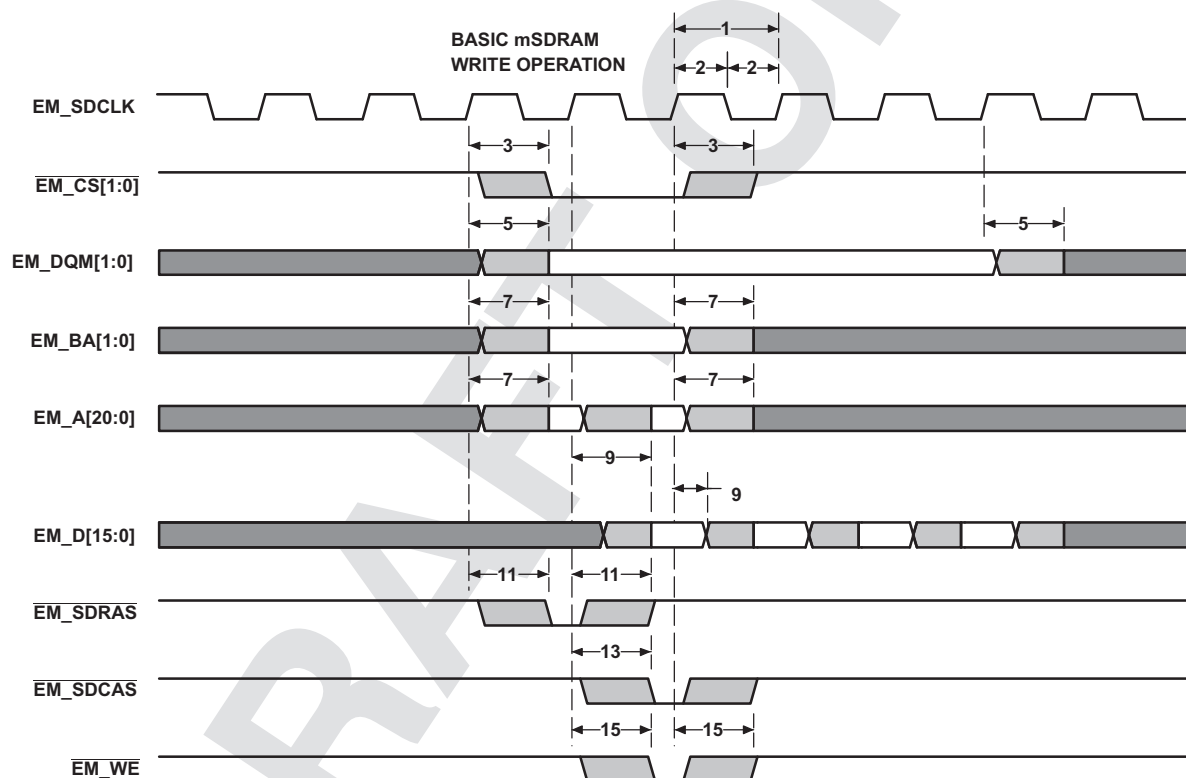 BASIC mSDRAM
WRITE OPERATION
1
2 2
EM_SDCLK
3 3
EM_CS[1:0]
5 5
EM_DQM[1:0]
7 7
EM_BA[1:0]
7 7
EM_A[20:0]
9
9
EM_D[15:0]
11 11
EM_SDRAS
13
EM_SDCAS
15 15
EM_WE